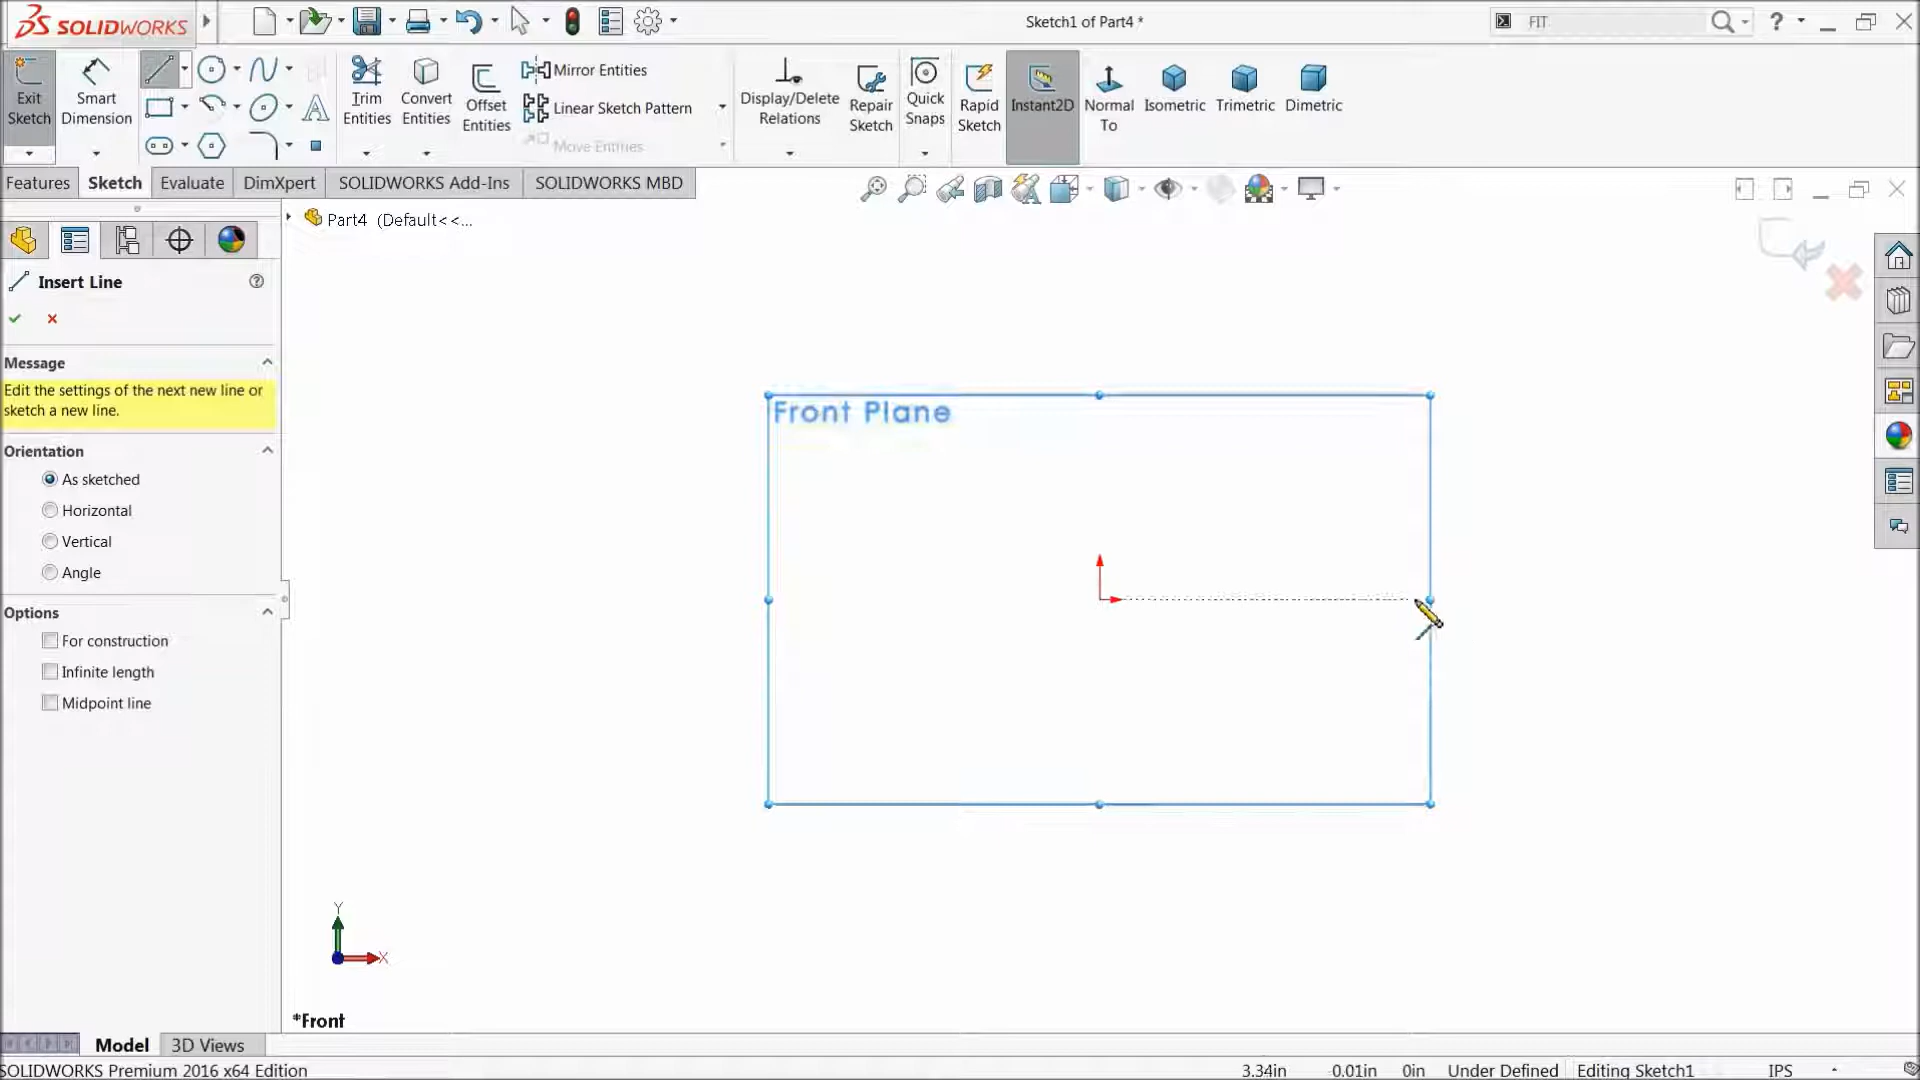 SOLIDWORKS
Sketch1 of Part4 *
FIT
?
Exit Sketch
Smart Dimension
Trim Entities
Convert Entities
Offset Entities
Mirror Entities
Linear Sketch Pattern
Move Entities
Display/Delete Relations
Repair Sketch
Quick Snaps
Rapid Sketch
Instant2D
Normal To
Isometric
Trimetric
Dimetric
Features
Sketch
Evaluate
DimXpert
SOLIDWORKS Add-Ins
SOLIDWORKS MBD
Part4 (Default<<...
Insert Line
?
Message
Edit the settings of the next new line or
sketch a new line.
Orientation
As sketched
Horizontal
Vertical
Angle
Options
For construction
Infinite length
Midpoint line
Front Plane
Y
X
*Front
Model
3D Views
SOLIDWORKS Premium 2016 x64 Edition
3.34in
-0.01in
0in
Under Defined
Editing Sketch1
IPS